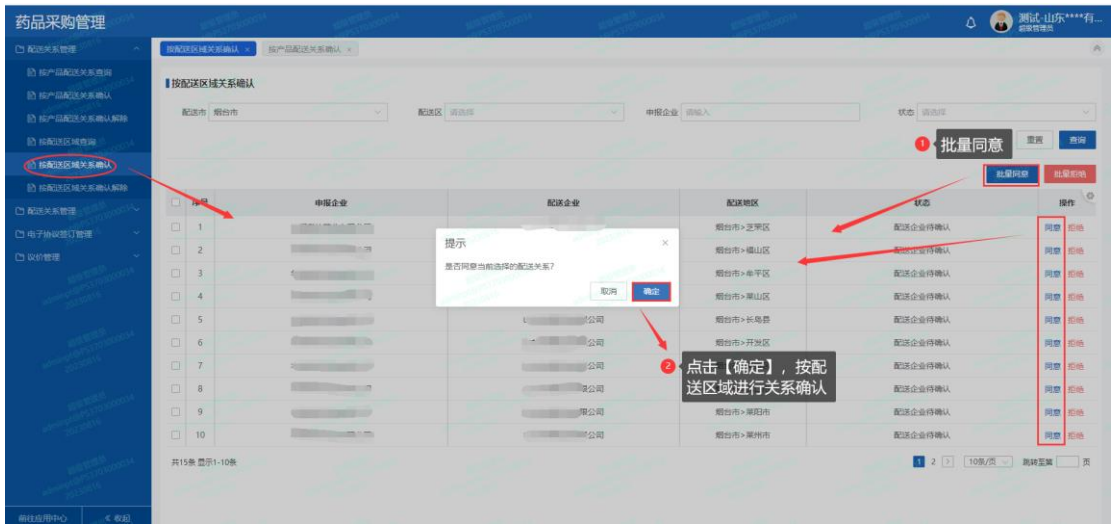 药品采购管理
测试-山东****有...
超级管理员
配送关系管理
按配送区域关系确认 ×
按产品配送关系确认 ×
按产品配送关系查询
按产品配送关系确认
按产品配送关系确认解除
按配送区域查询
按配送区域关系确认
按配送区域关系确认解除
配送关系管理
电子协议签订管理
议价管理
按配送区域关系确认
配送市 烟台市
配送区 请选择
申报企业 请输入
状态 请选择
1 批量同意
重置 查询
批量同意 批量拒绝
序号 申报企业 配送企业 配送地区 状态 操作
1 烟台市>芝罘区 配送企业待确认 同意 拒绝
2 烟台市>福山区 配送企业待确认 同意 拒绝
3 烟台市>牟平区 配送企业待确认 同意 拒绝
4 烟台市>莱山区 配送企业待确认 同意 拒绝
5 公司 烟台市>长岛县 配送企业待确认 同意 拒绝
6 公司 烟台市>开发区 配送企业待确认 同意 拒绝
7 公司 配送企业待确认 同意 拒绝
8 限公司 配送企业待确认 同意 拒绝
9 限公司 烟台市>莱阳市 配送企业待确认 同意 拒绝
10 公司 烟台市>莱州市 配送企业待确认 同意 拒绝
提示 ×
是否同意当前选择的配送关系?
取消 确定
2 点击【确定】，按配
送区域进行关系确认
共15条 显示1-10条
1 2 > 10条/页 跳转至第 页
前往应用中心 收起